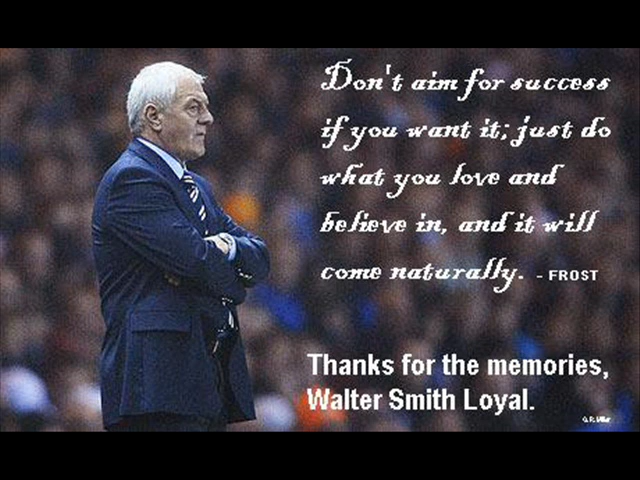 Don't aim for success
if you want it; just do
what you love and
believe in, and it will
come naturally. - FROST
Thanks for the memories,
Walter Smith Loyal.